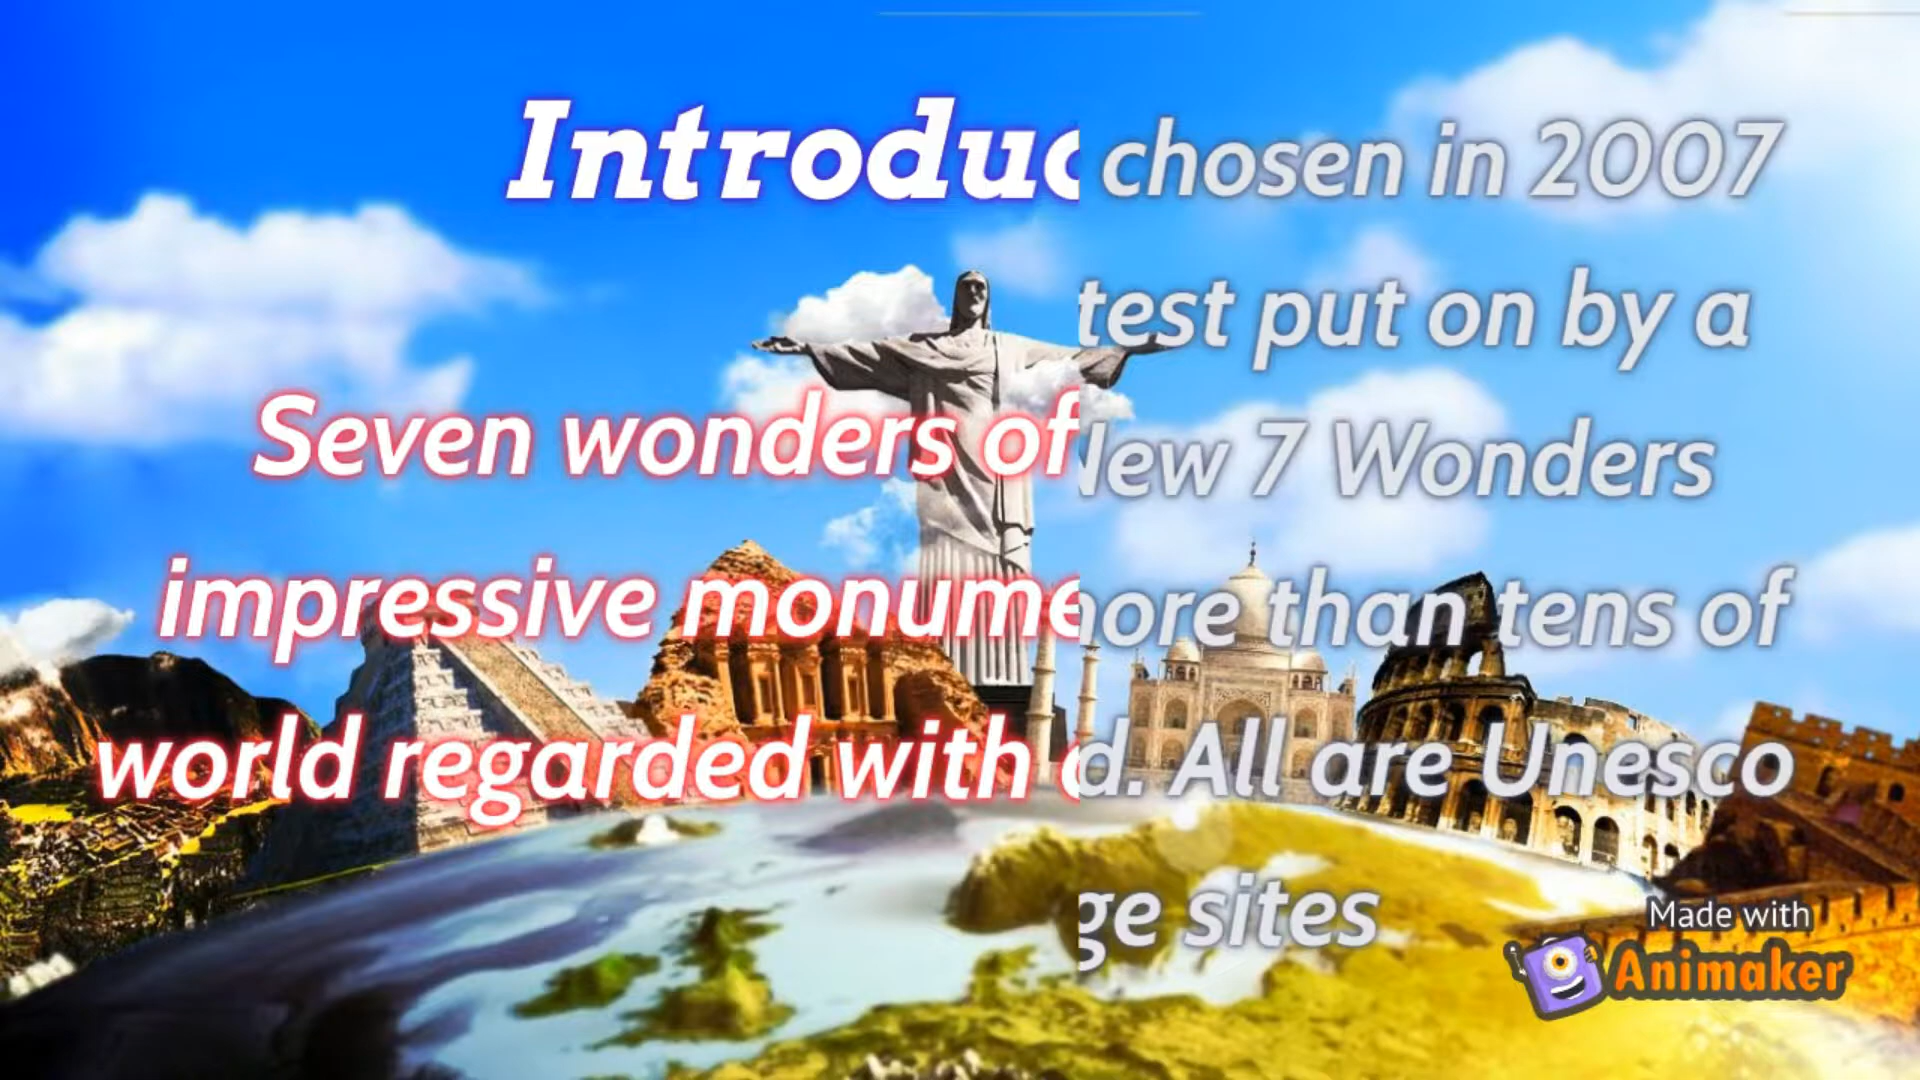 Introduc
Seven wonders of
impressive monume
world regarded with
chosen in 2007
test put on by a
New 7 Wonders
ore than tens of
d. All are Unesco
ge sites
Made with
Animaker